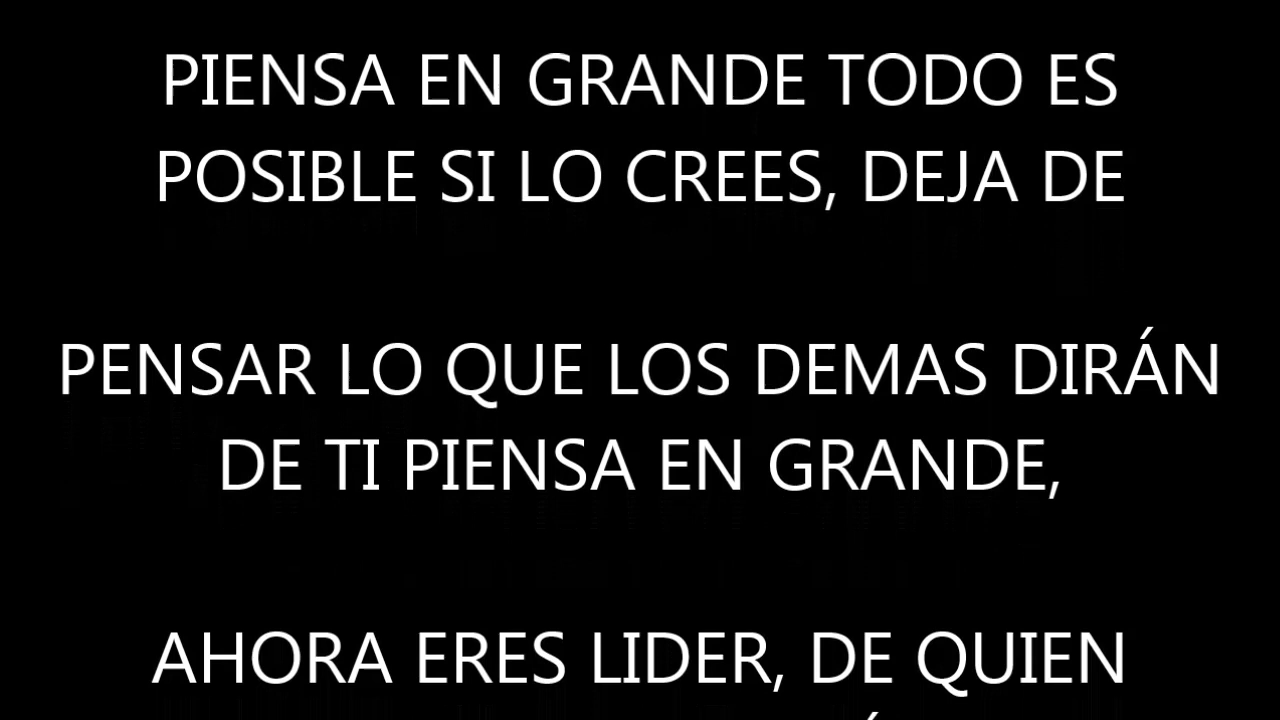 PIENSA EN GRANDE TODO ES
POSIBLE SI LO CREES, DEJA DE
PENSAR LO QUE LOS DEMAS DIRÁN
DE TI PIENSA EN GRANDE,
AHORA ERES LIDER, DE QUIEN